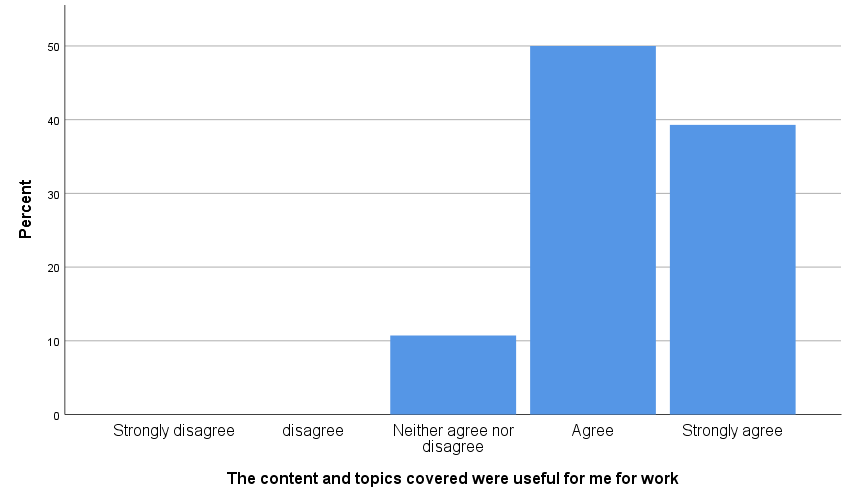 50
40
30
20
10
0
Percent
Strongly disagree
disagree
Neither agree nor
disagree
Agree
Strongly agree
The content and topics covered were useful for me for work